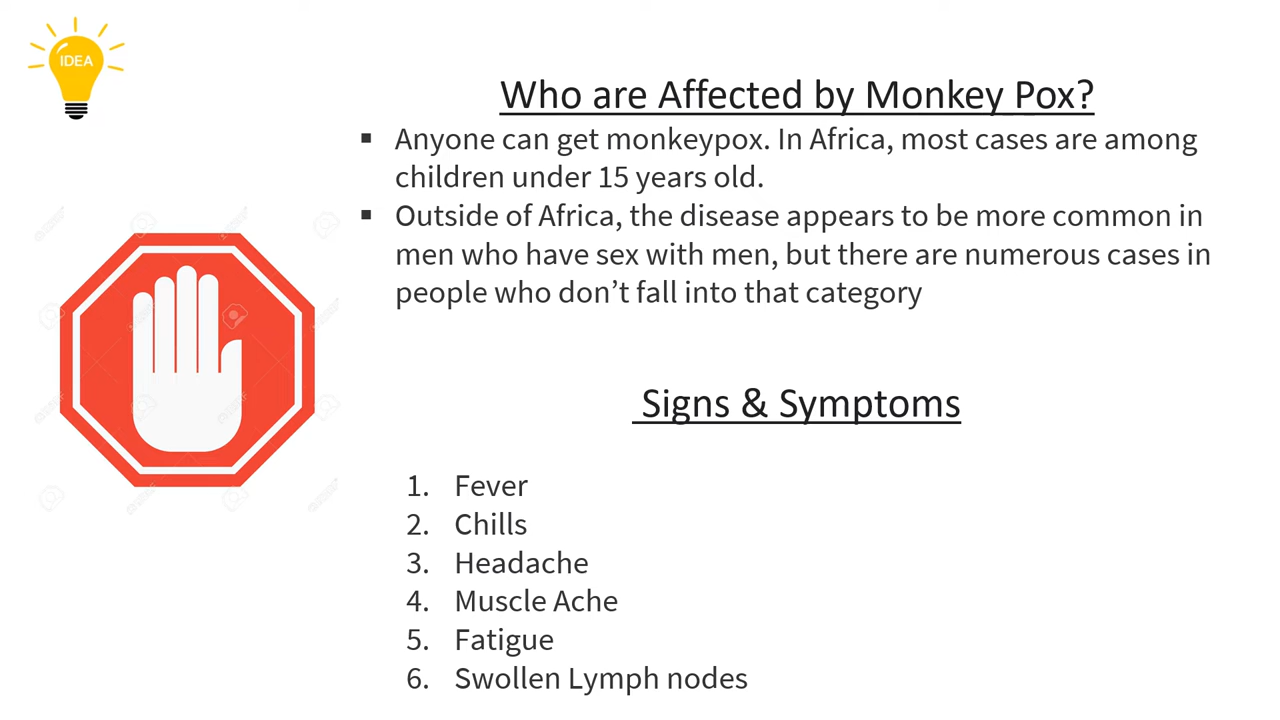 IDEA
Who are Affected by Monkey Pox?
▪ Anyone can get monkeypox. In Africa, most cases are among
children under 15 years old.
▪ Outside of Africa, the disease appears to be more common in
men who have sex with men, but there are numerous cases in
people who don’t fall into that category
Signs & Symptoms
1. Fever
2. Chills
3. Headache
4. Muscle Ache
5. Fatigue
6. Swollen Lymph nodes